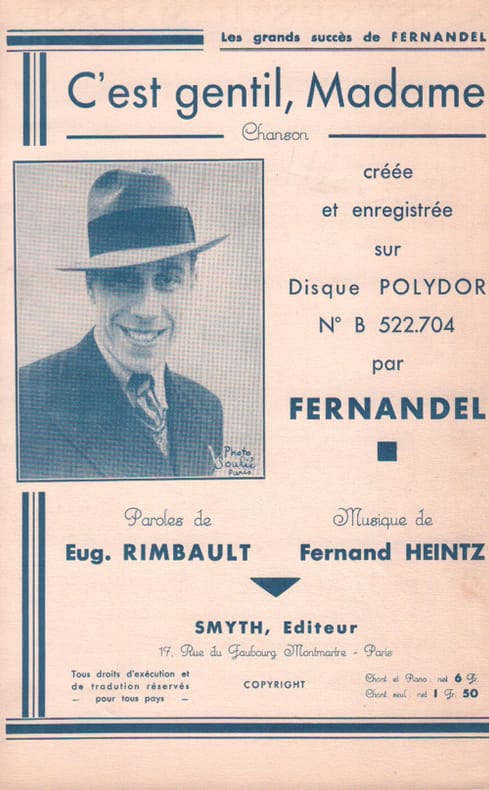 Les grands succès de FERNANDEL
C'est gentil, Madame
Chanson
créée
et enregistrée
sur
Disque POLYDOR
N° B 522.704
par
FERNANDEL
Photo
Soulié
Paris.
Paroles de
Eug. RIMBAULT
Musique de
Fernand HEINTZ
SMYTH, Editeur
17, Rue du Faubourg Montmartre - Paris
Tous droits d'exécution et
de tradution réservés
— pour tous pays —
COPYRIGHT
Chant et Piano : net 6 Fr.
Chant seul : net 1 Fr. 50